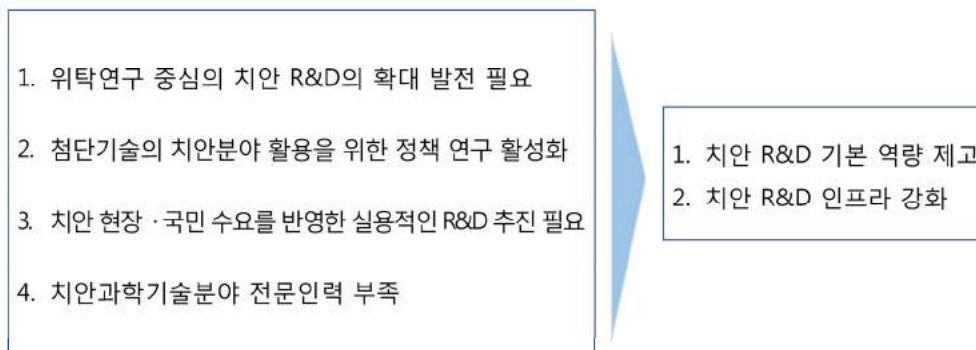 1. 위탁연구 중심의 치안 R&D의 확대 발전 필요
2. 첨단기술의 치안분야 활용을 위한 정책 연구 활성화
3. 치안 현장 · 국민 수요를 반영한 실용적인 R&D 추진 필요
4. 치안과학기술분야 전문인력 부족
1. 치안 R&D 기본 역량 제고
2. 치안 R&D 인프라 강화